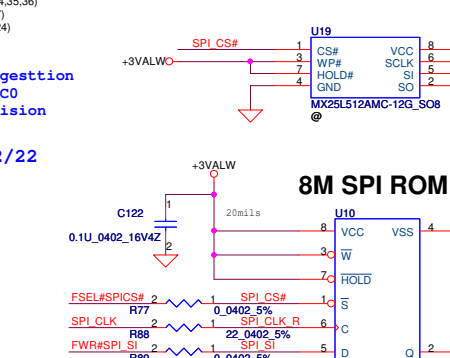 4,35,36)
)
24)
U19
SPI_CS#
1 CS# VCC 8
+3VALW
3 WP# SCLK 6
7 HOLD# SI 5
4 GND SO 2
gesttion
C0
ision
MX25L512AMC-12G_SO8
@
2/22
+3VALW
8M SPI ROM
1
C122
20mils
U10
0.1U_0402_16V4Z
2
8 VCC VSS 4
3 W
7 HOLD
FSEL#SPICS# 2 1 SPI_CS# 1 S
R77 0_0402_5%
SPI_CLK 2 1 SPI_CLK_R 6 C
R88 22_0402_5%
FWR#SPI_SI 2 1 SPI_SI 5 D Q 2
R89 0_0402_5%